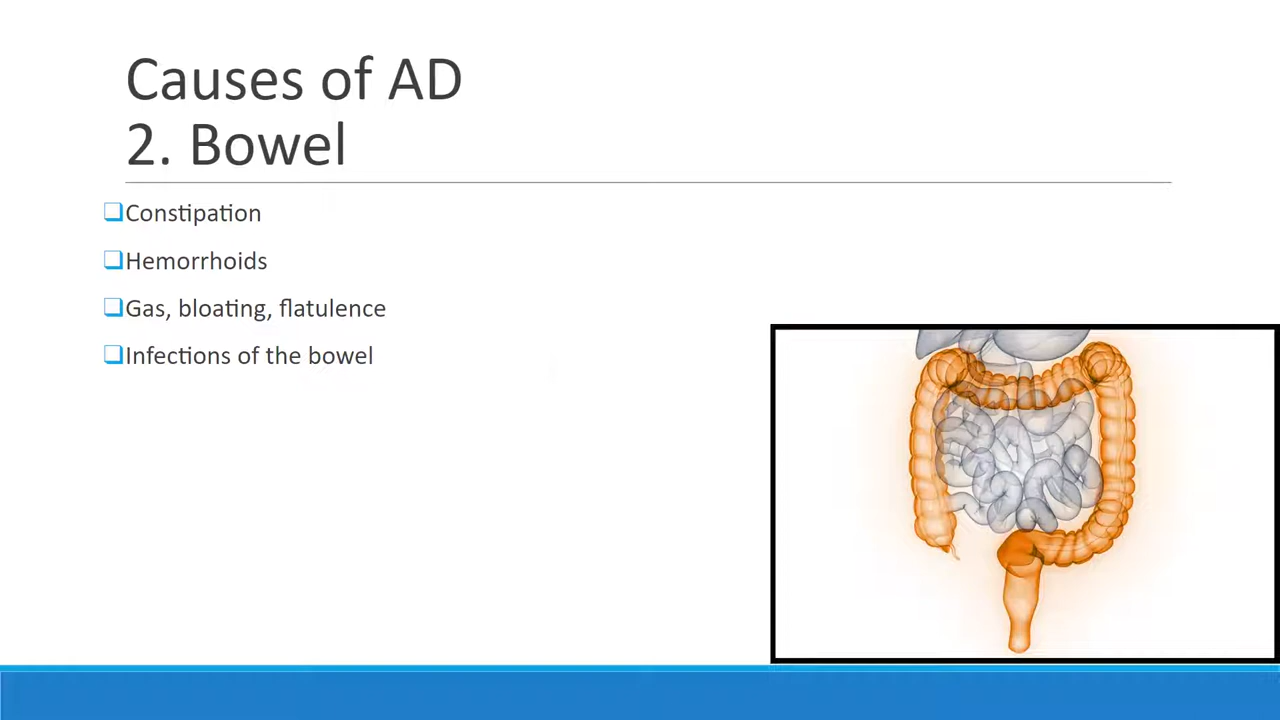 Causes of AD
2. Bowel
❑Constipation
❑Hemorrhoids
❑Gas, bloating, flatulence
❑Infections of the bowel